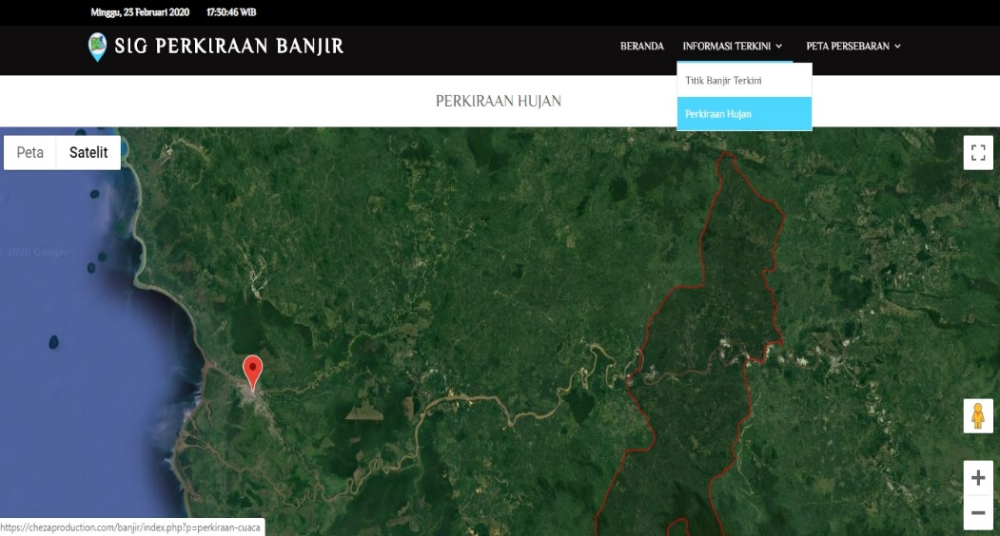 Minggu, 23 Februari 2020 17:30:46 WIB
SIG PERKIRAAN BANJIR
BERANDA INFORMASI TERKINI PETA PERSEBARAN
Titik Banjir Terkini
Perkiraan Hujan
PERKIRAAN HUJAN
Peta Satelit
2020 Google
https://chezaproduction.com/banjir/index.php?p=perkiraan-cuaca